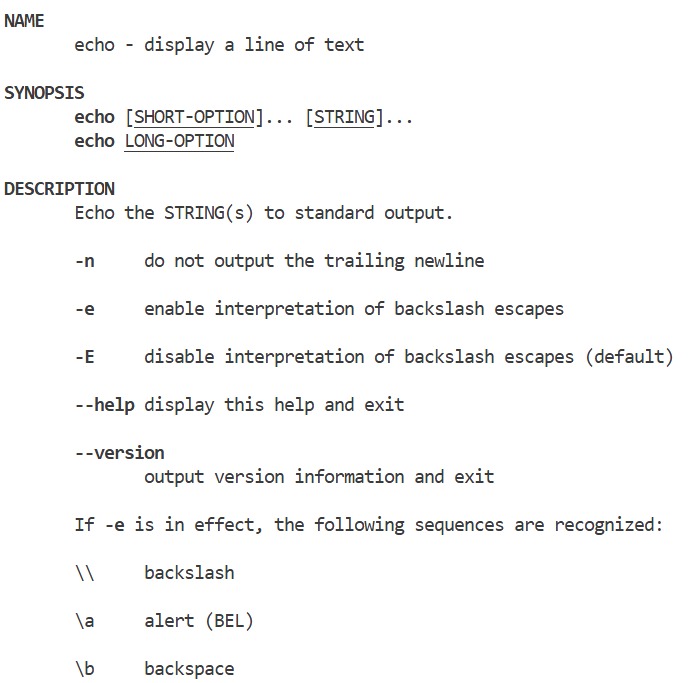 NAME
echo - display a line of text
SYNOPSIS
echo [SHORT-OPTION]... [STRING]...
echo LONG-OPTION
DESCRIPTION
Echo the STRING(s) to standard output.
-n do not output the trailing newline
-e enable interpretation of backslash escapes
-E disable interpretation of backslash escapes (default)
--help display this help and exit
--version
output version information and exit
If -e is in effect, the following sequences are recognized:
\\ backslash
\a alert (BEL)
\b backspace